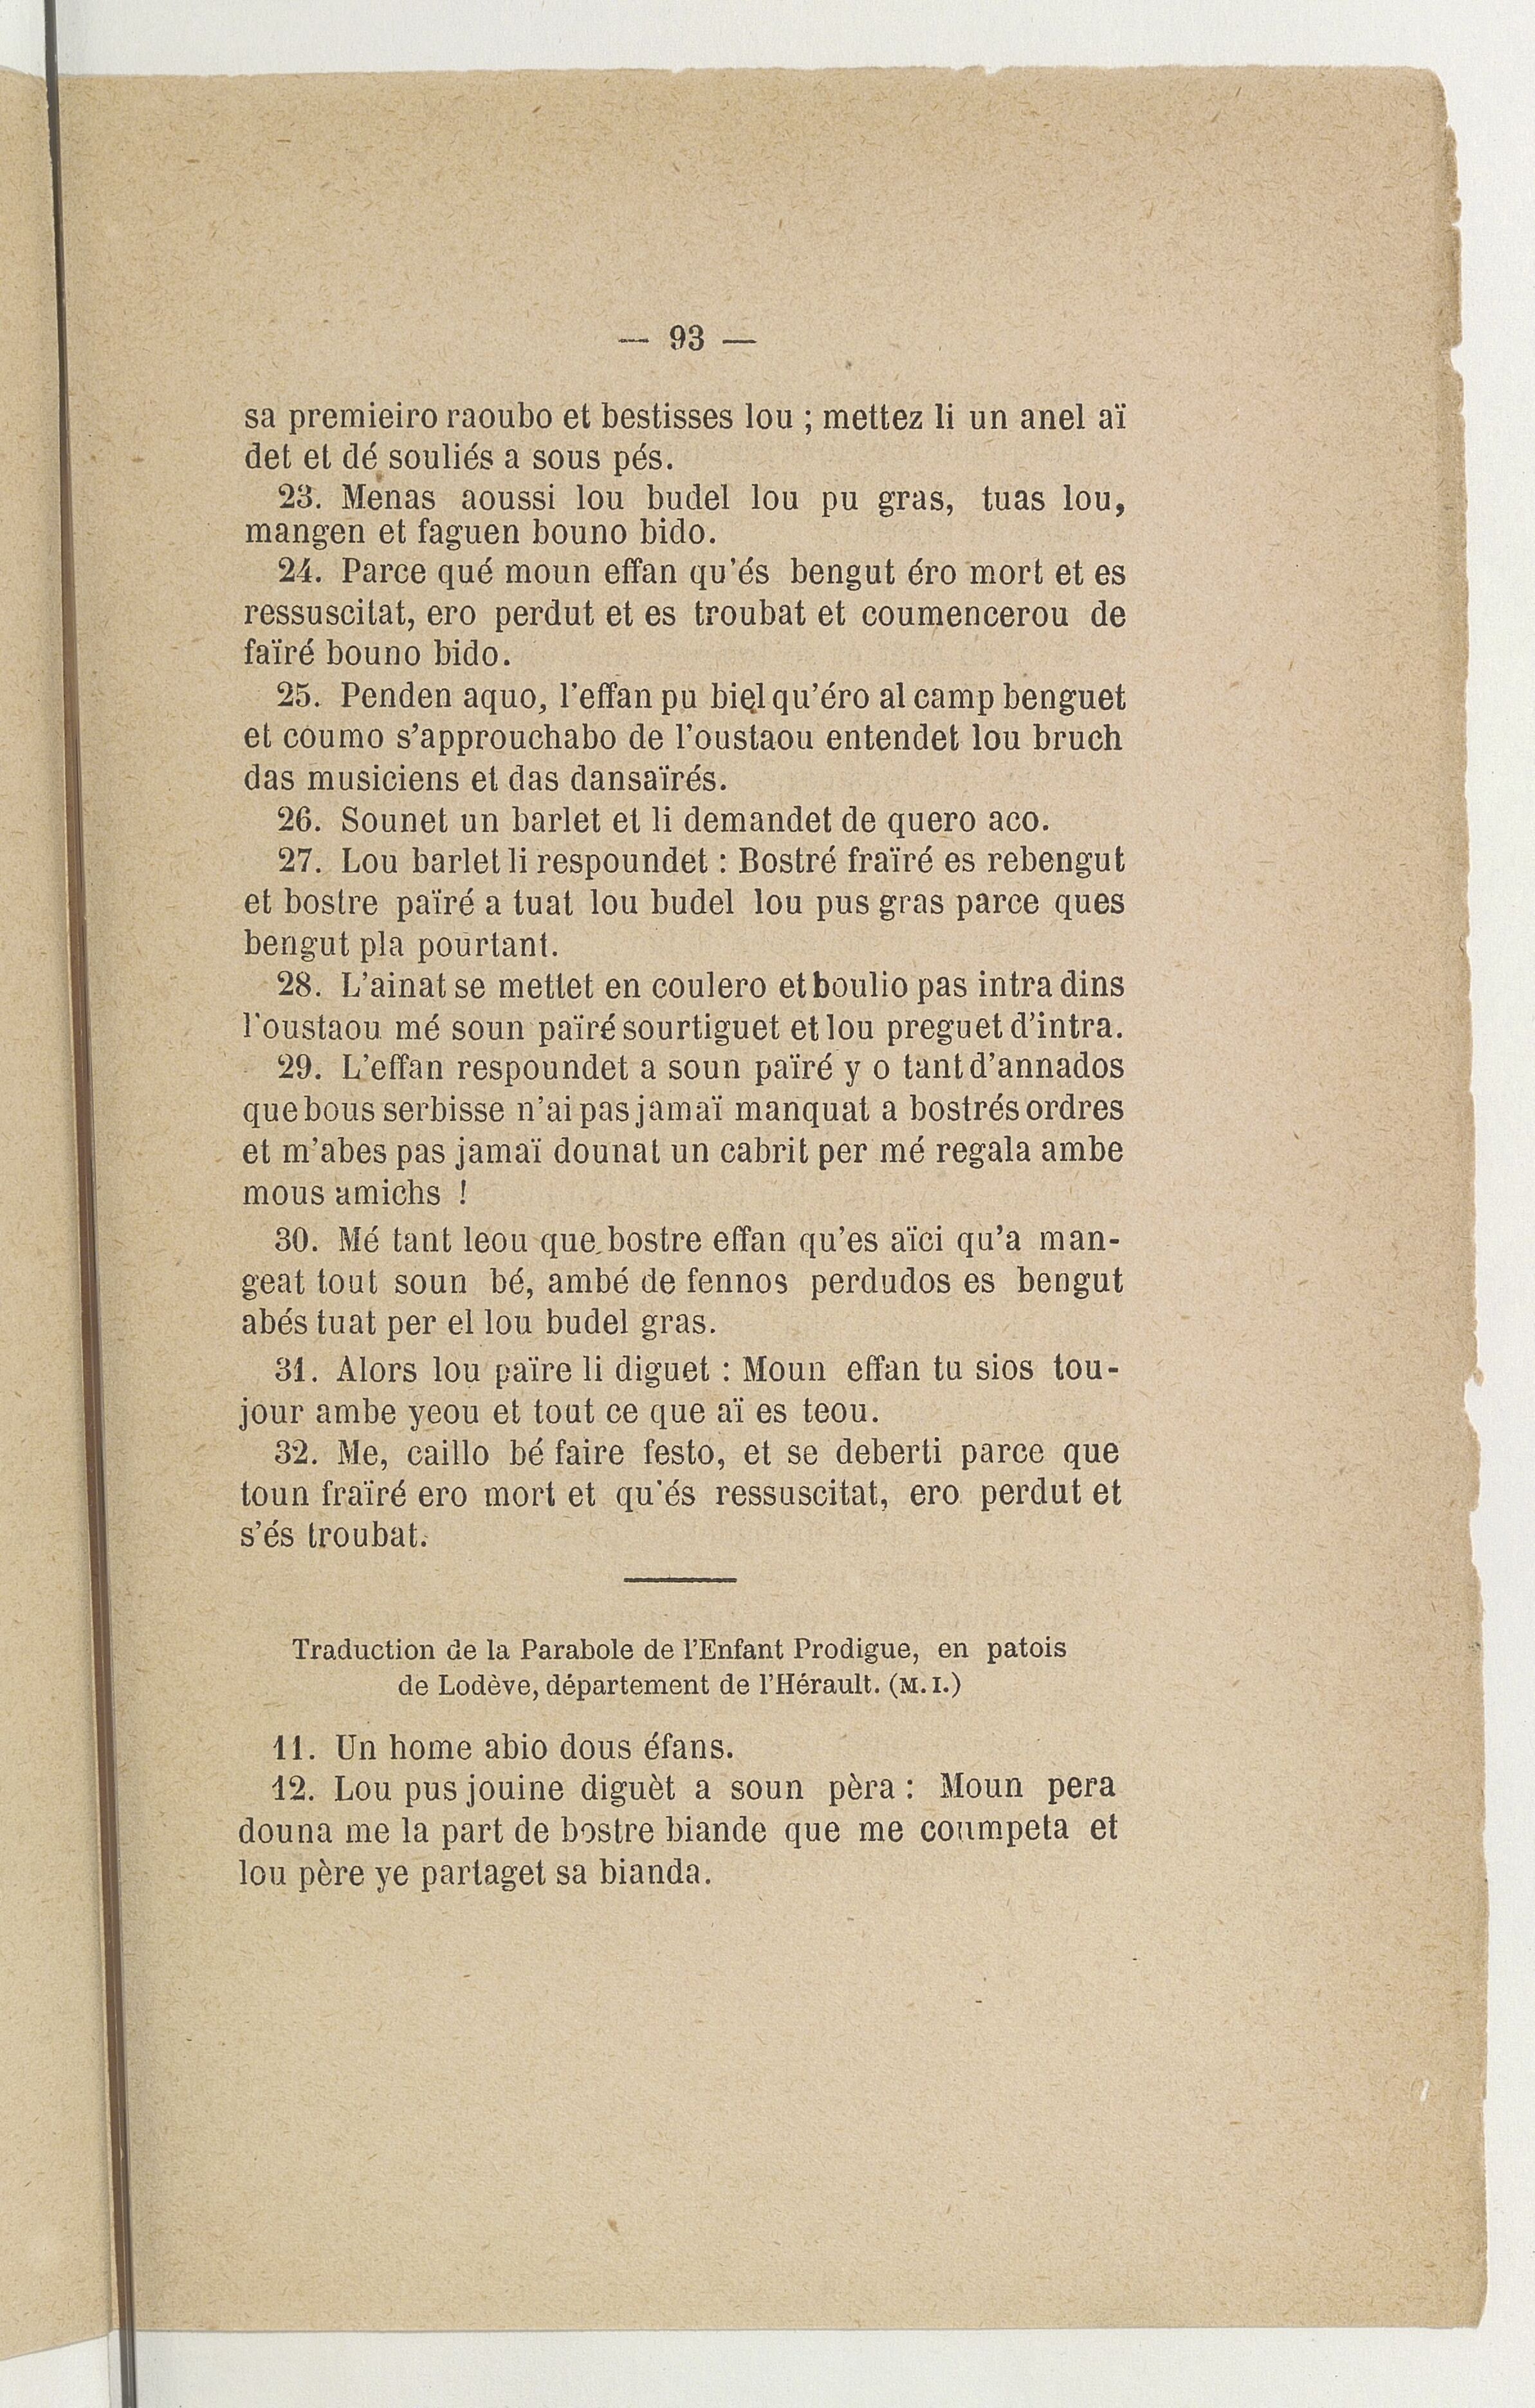 — 93 —
sa premieiro raoubo et bestisses lou ; mettez li un anel aï
det et dé souliés a sous pés.
23. Menas aoussi lou budel lou pu gras, tuas lou,
mangen et faguen bouno bido.
24. Parce qué moun effan qu'és bengut éro mort et es
ressuscitat, ero perdut et es troubat et coumencerou de
faïré bouno bido.
25. Penden aquo, l'effan pu biel qu'éro al camp benguet
et coumo s'approuchabo de l'oustaou entendet lou bruch
das musiciens et das dansaïrés.
26. Sounet un barlet et li demandet de quero aco.
27. Lou barlet li respoundet : Bostré fraïré es rebengut
et bostre païré a tuat lou budel lou pus gras parce ques
bengut pla pourtant.
28. L'ainat se mettet en coulero et boulio pas intra dins
l'oustaou mé soun païré sourtiguet et lou preguet d'intra.
29. L'effan respoundet a soun païré y o tant d'annados
que bous serbisse n'ai pas jamaï manquat a bostrés ordres
et m'abes pas jamaï dounat un cabrit per mé regala ambe
mous amichs !
30. Mé tant leou que bostre effan qu'es aïci qu'a man-
geat tout soun bé, ambé de fennos perdudos es bengut
abés tuat per el lou budel gras.
31. Alors lou païre li diguet : Moun effan tu sios tou-
jour ambe yeou et tout ce que aï es teou.
32. Me, caillo bé faire festo, et se deberti parce que
toun fraïré ero mort et qu'és ressuscitat, ero perdut et
s'és troubat.
Traduction de la Parabole de l'Enfant Prodigue, en patois
de Lodève, département de l'Hérault. (M. I.)
11. Un home abio dous éfans.
12. Lou pus jouine diguèt a soun pèra : Moun pera
douna me la part de bostre biande que me coumpeta et
lou père ye partaget sa bianda.